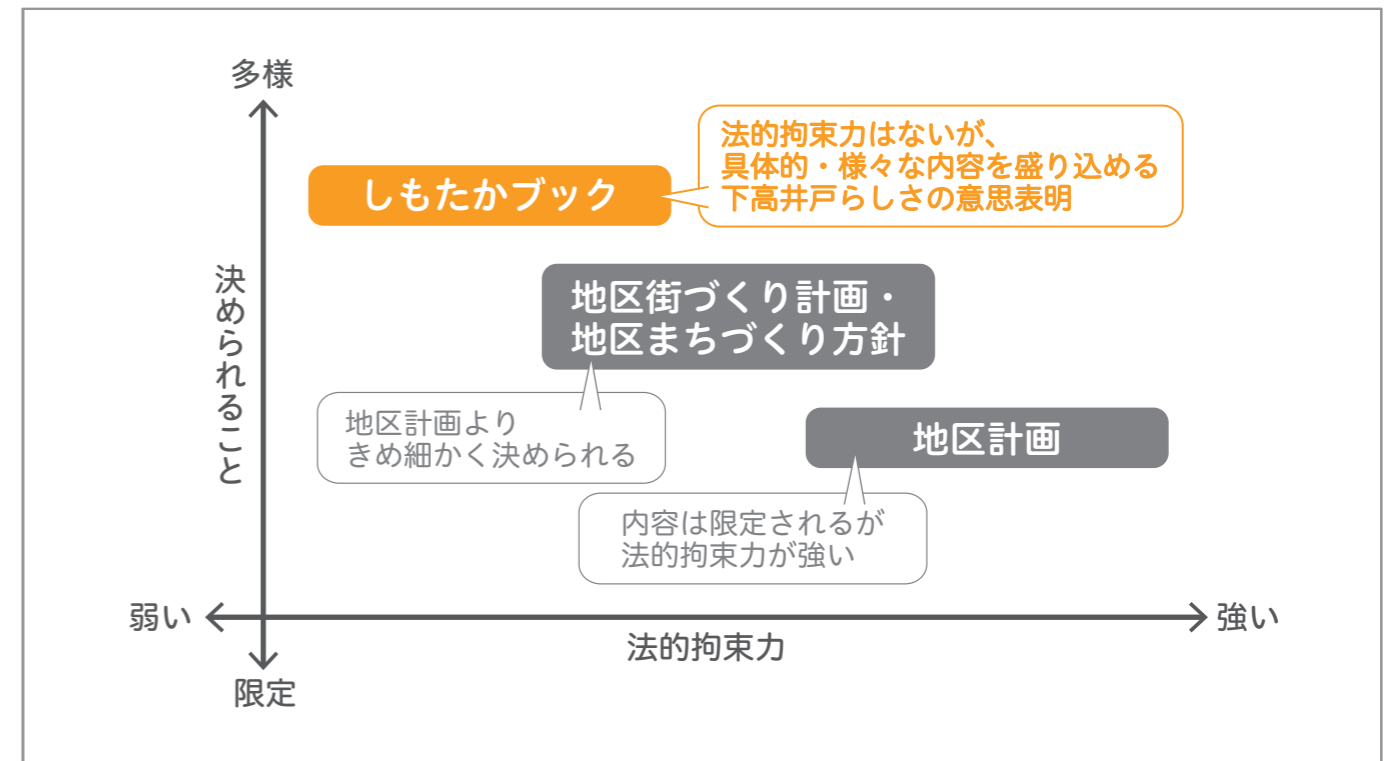 多様
法的拘束力はないが、
具体的・様々な内容を盛り込める
下高井戸らしさの意思表明
しもたかブック
決められること
地区街づくり計画・
地区まちづくり方針
地区計画より
きめ細かく決められる
地区計画
内容は限定されるが
法的拘束力が強い
弱い
強い
法的拘束力
限定